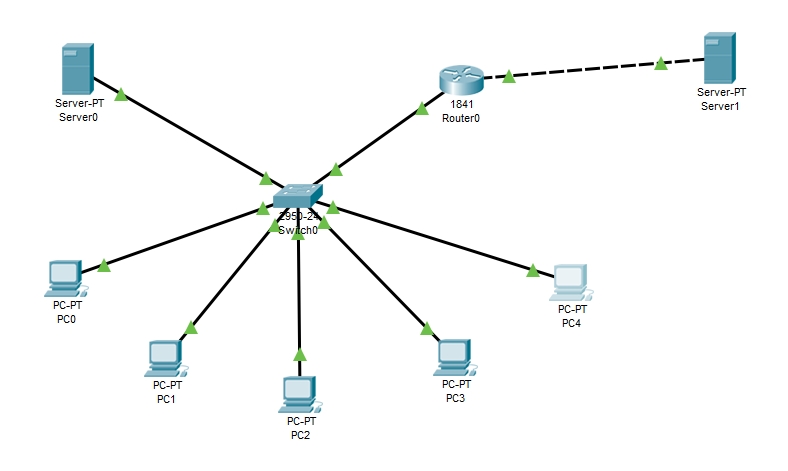 Server-PT
Server0
1841
Router0
Server-PT
Server1
2950-24
Switch0
PC-PT
PC0
PC-PT
PC1
PC-PT
PC2
PC-PT
PC3
PC-PT
PC4